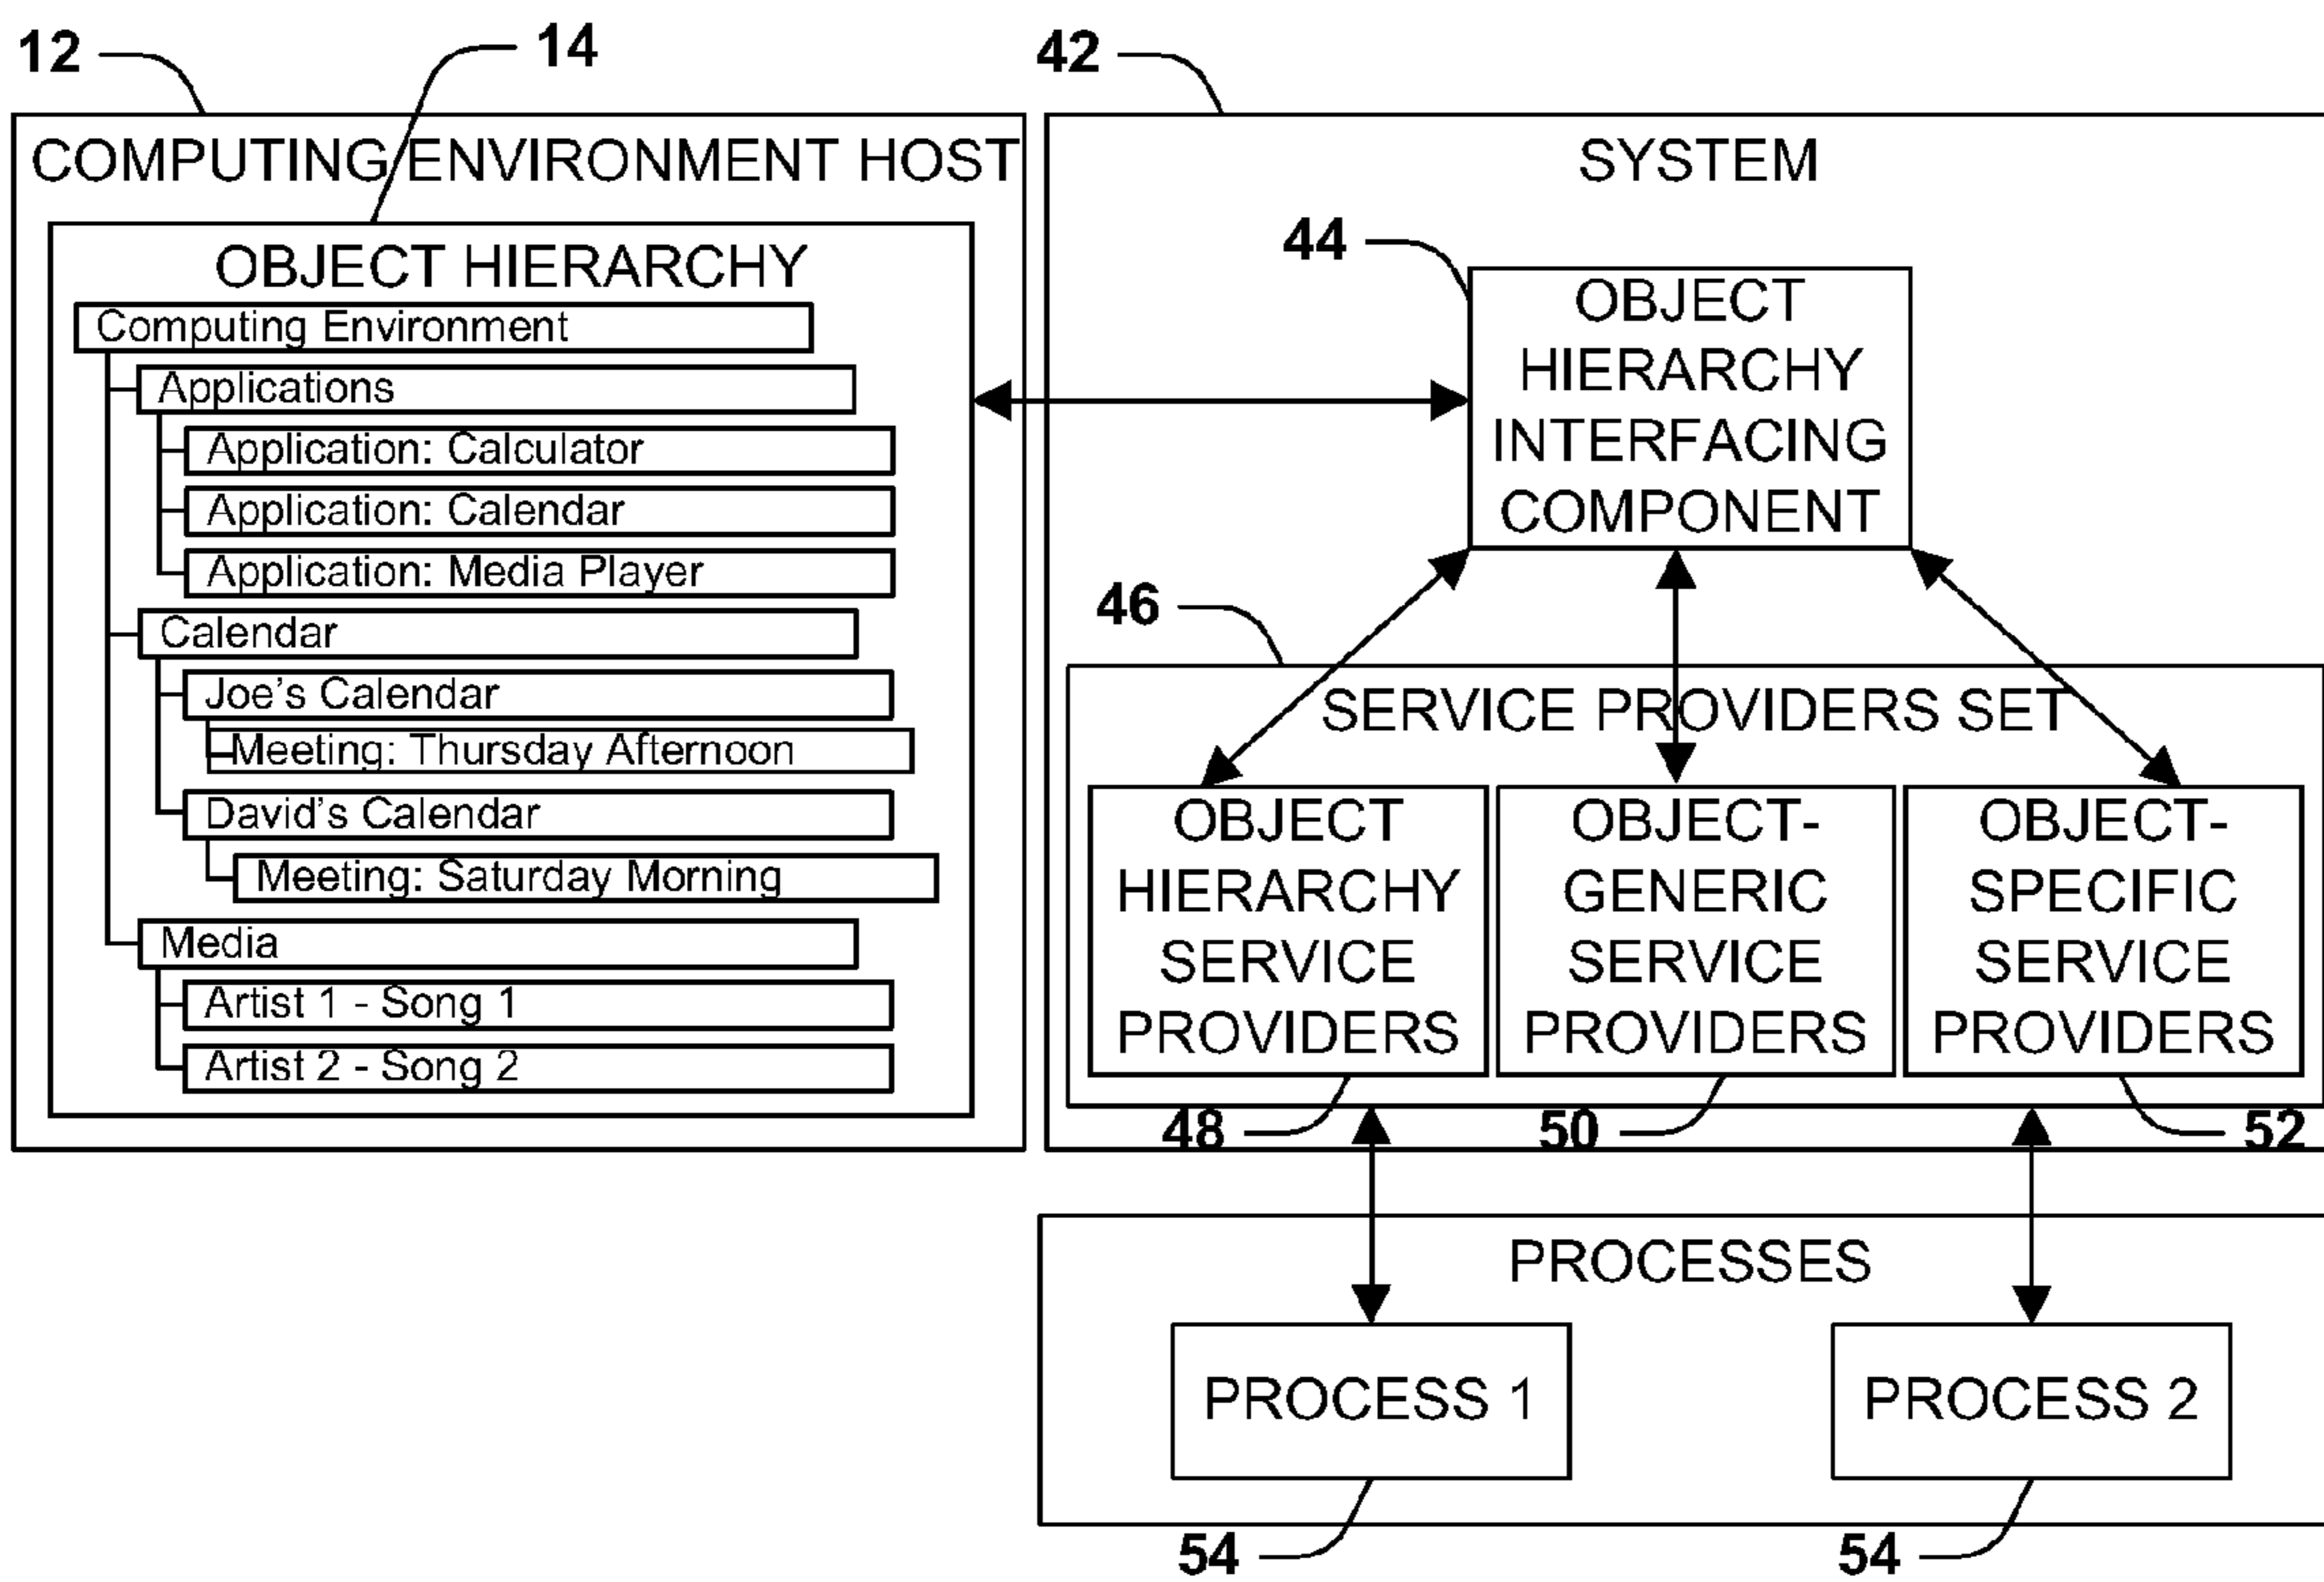 12
14
42
COMPUTING ENVIRONMENT HOST
OBJECT HIERARCHY
Computing Environment
Applications
Application: Calculator
Application: Calendar
Application: Media Player
Calendar
Joe's Calendar
Meeting: Thursday Afternoon
David's Calendar
Meeting: Saturday Morning
Media
Artist 1 - Song 1
Artist 2 - Song 2
SYSTEM
44
OBJECT
HIERARCHY
INTERFACING
COMPONENT
46
SERVICE PROVIDERS SET
OBJECT
HIERARCHY
SERVICE
PROVIDERS
OBJECT-
GENERIC
SERVICE
PROVIDERS
OBJECT-
SPECIFIC
SERVICE
PROVIDERS
48
50
52
PROCESSES
PROCESS 1
PROCESS 2
54
54